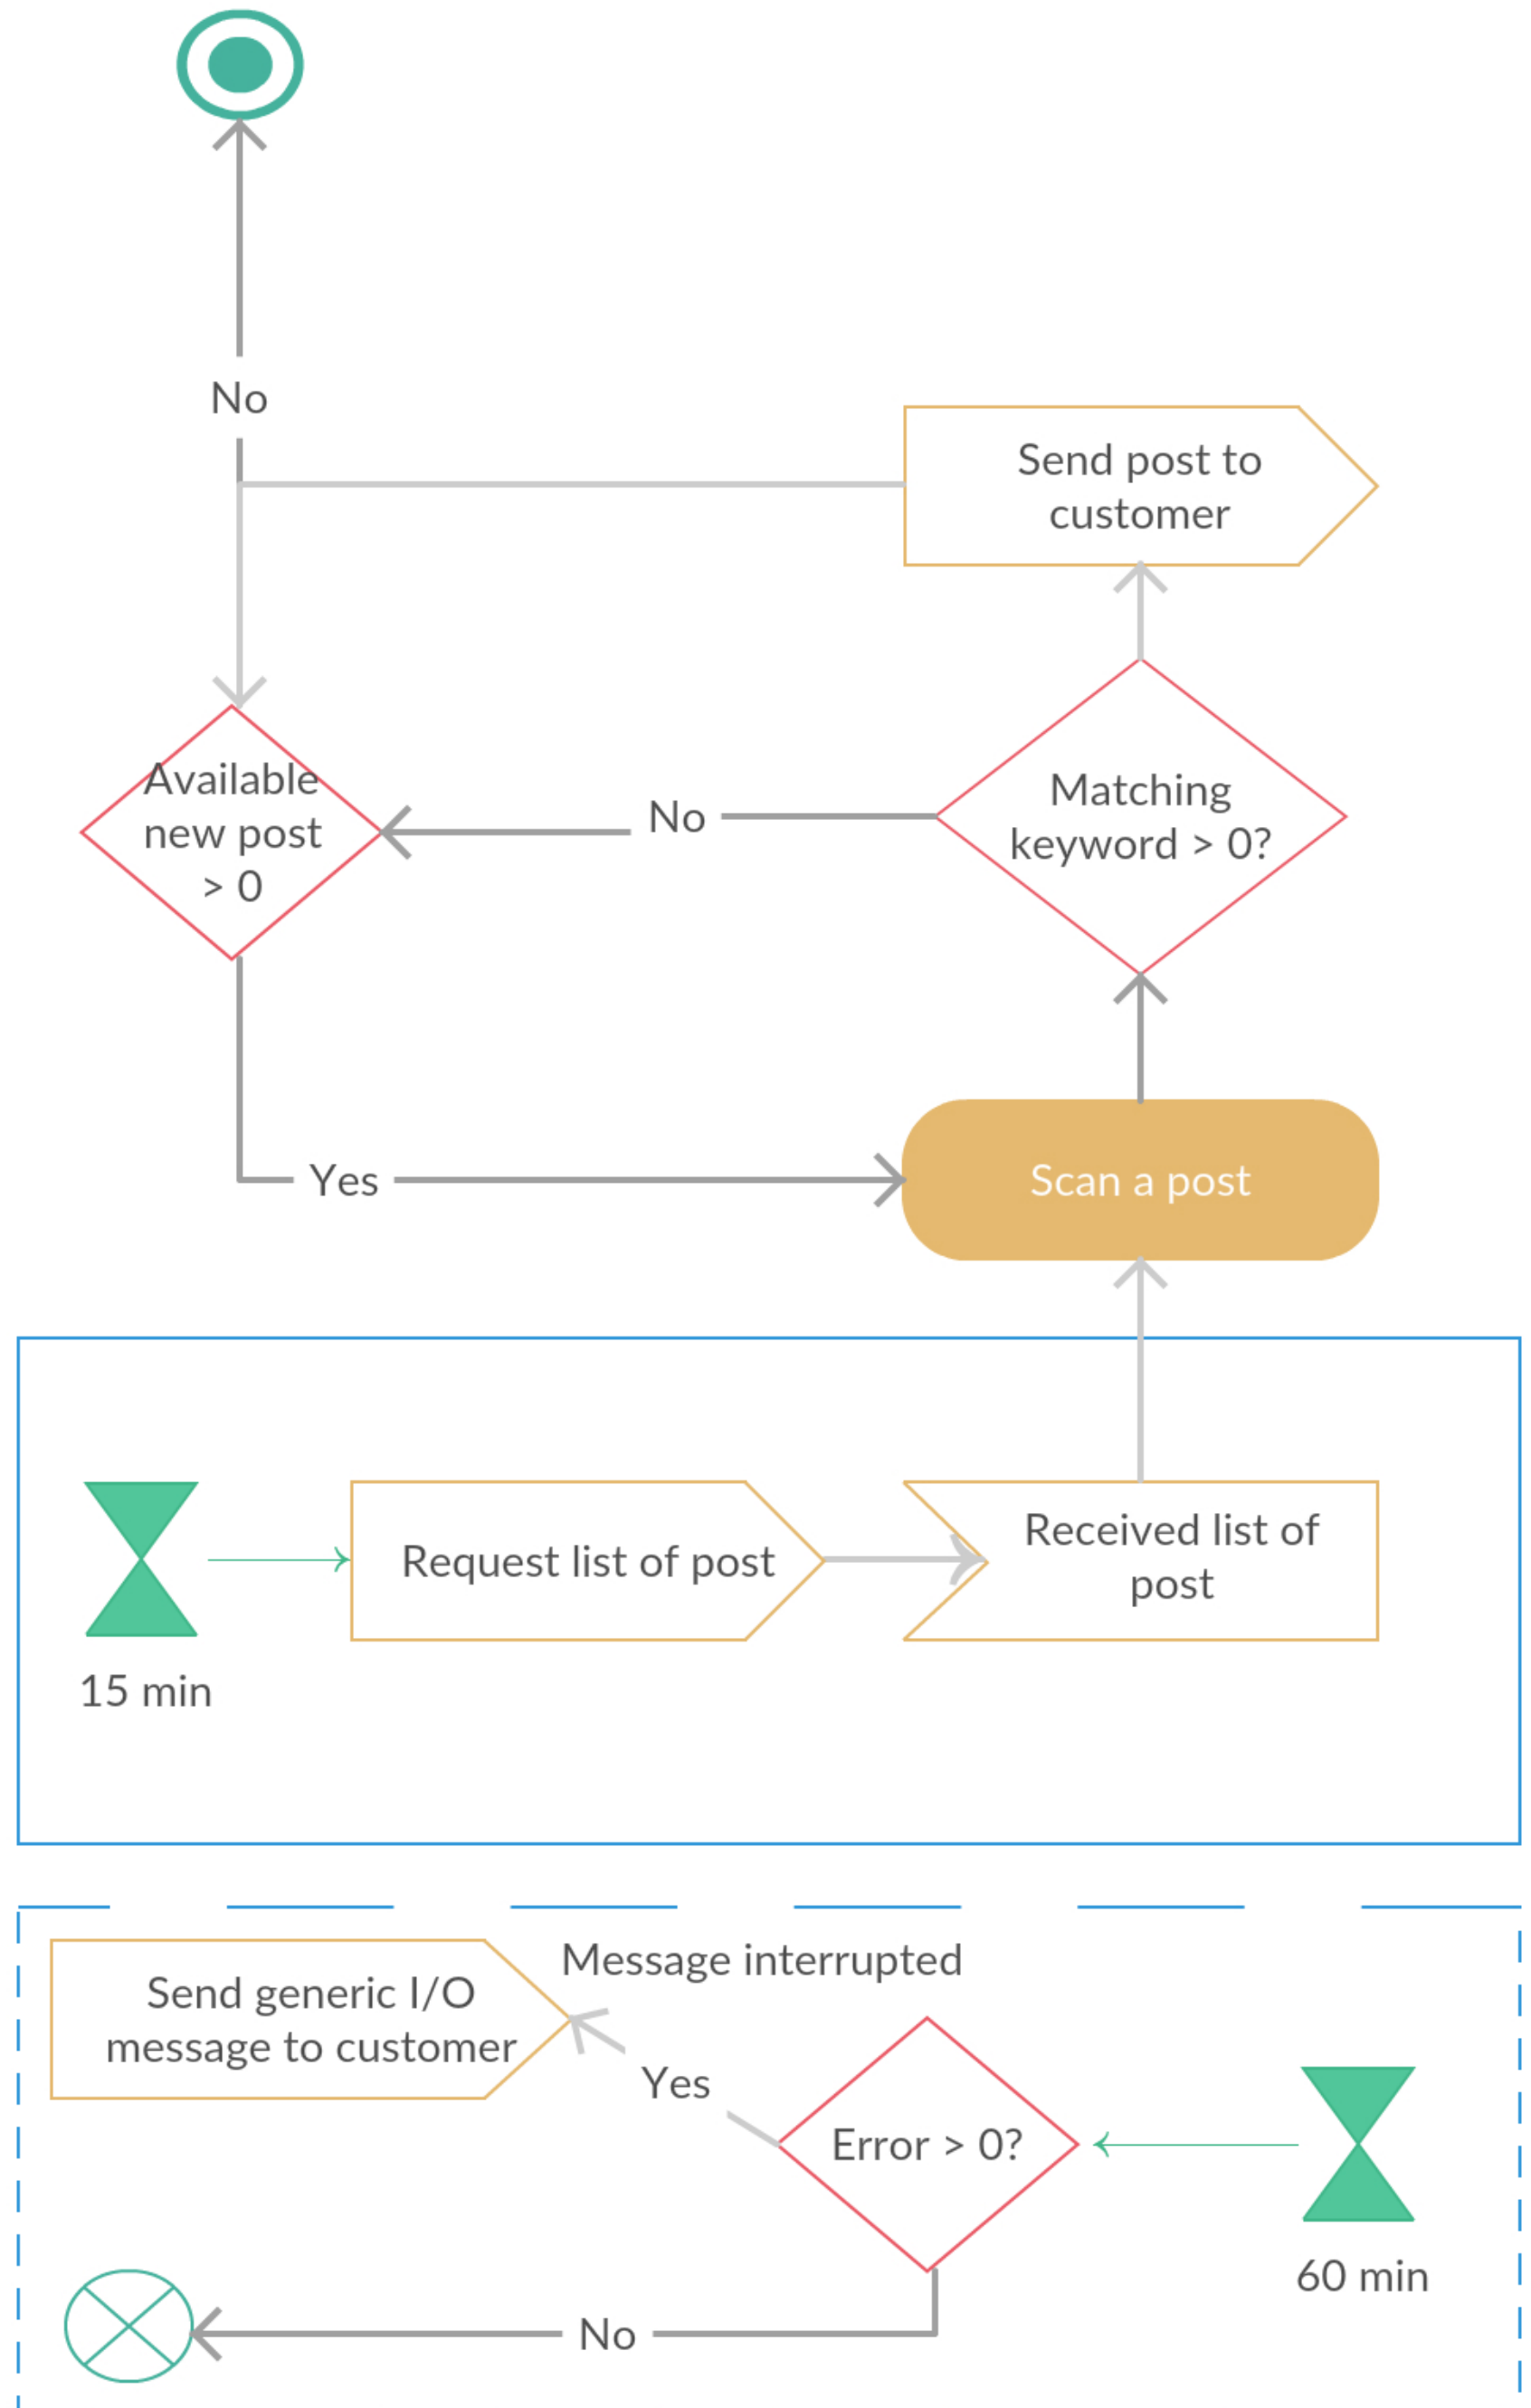 No
Send post to
customer
Available
new post
> 0
No
Matching
keyword > 0?
Yes
Scan a post
Request list of post
Received list of
post
15 min
Message interrupted
Send generic I/O
message to customer
Yes
Error > 0?
60 min
No